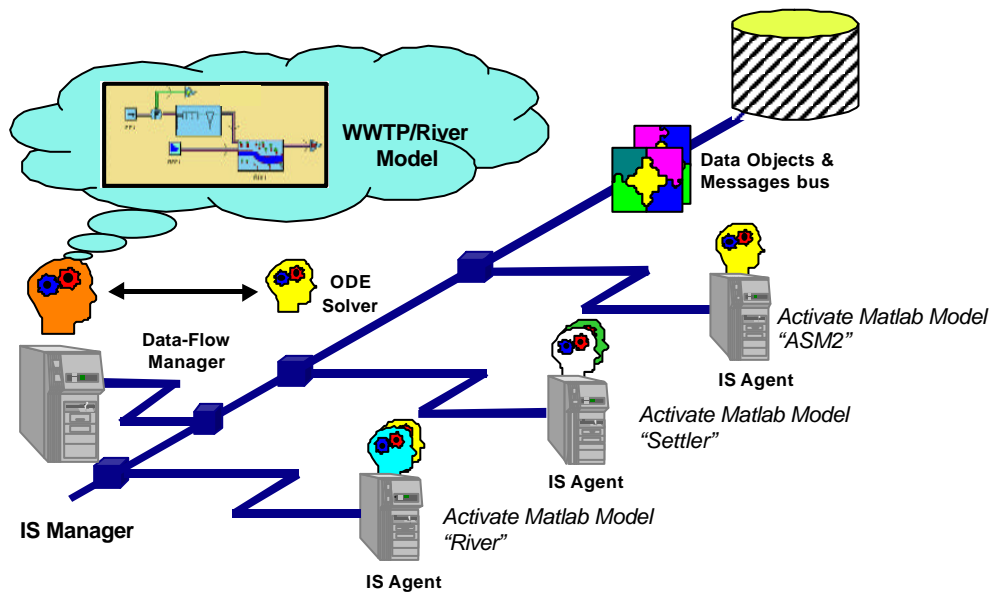 WWTP/River
Model
Data Objects &
Messages bus
ODE
Solver
Data-Flow
Manager
Activate Matlab Model
“ASM2”
IS Agent
Activate Matlab Model
“Settler”
IS Agent
IS Manager
Activate Matlab Model
“River”
IS Agent